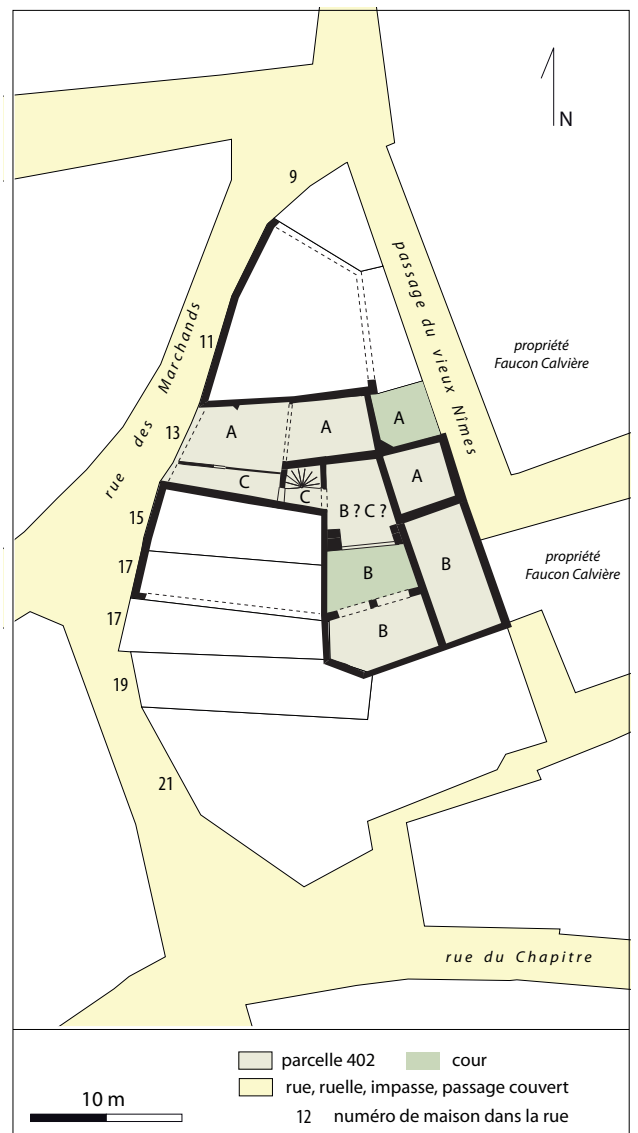 N
9
passage du vieux Nîmes
rue des Marchands
11
propriété
Faucon Calvière
A
13
A
A
C
C
A
B ? C ?
15
17
B
B
propriété
Faucon Calvière
17
B
19
21
rue du Chapitre
parcelle 402
cour
rue, ruelle, impasse, passage couvert
10 m
12 numéro de maison dans la rue